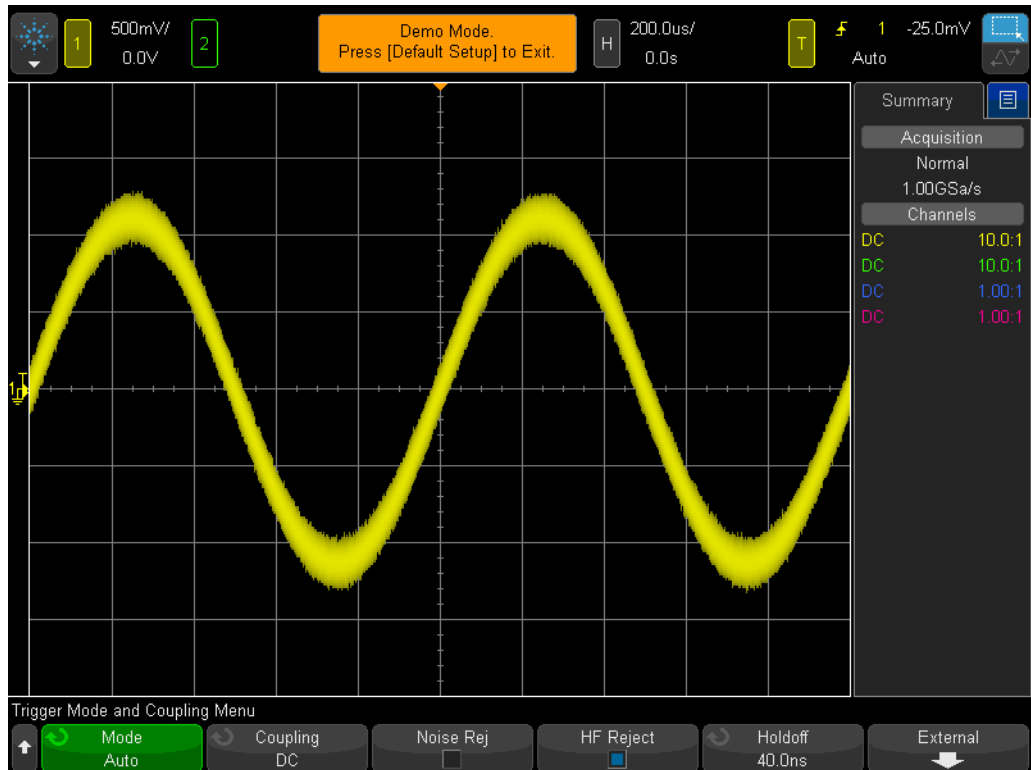 1
500mV/
0.0V
2
Demo Mode.
Press [Default Setup] to Exit.
H
200.0us/
0.0s
T
1
-25.0mV
Auto
Summary
Acquisition
Normal
1.00GSa/s
Channels
DC 10.0:1
DC 10.0:1
DC 1.00:1
DC 1.00:1
T
1
Trigger Mode and Coupling Menu
Mode
Auto
Coupling
DC
Noise Rej
HF Reject
Holdoff
40.0ns
External